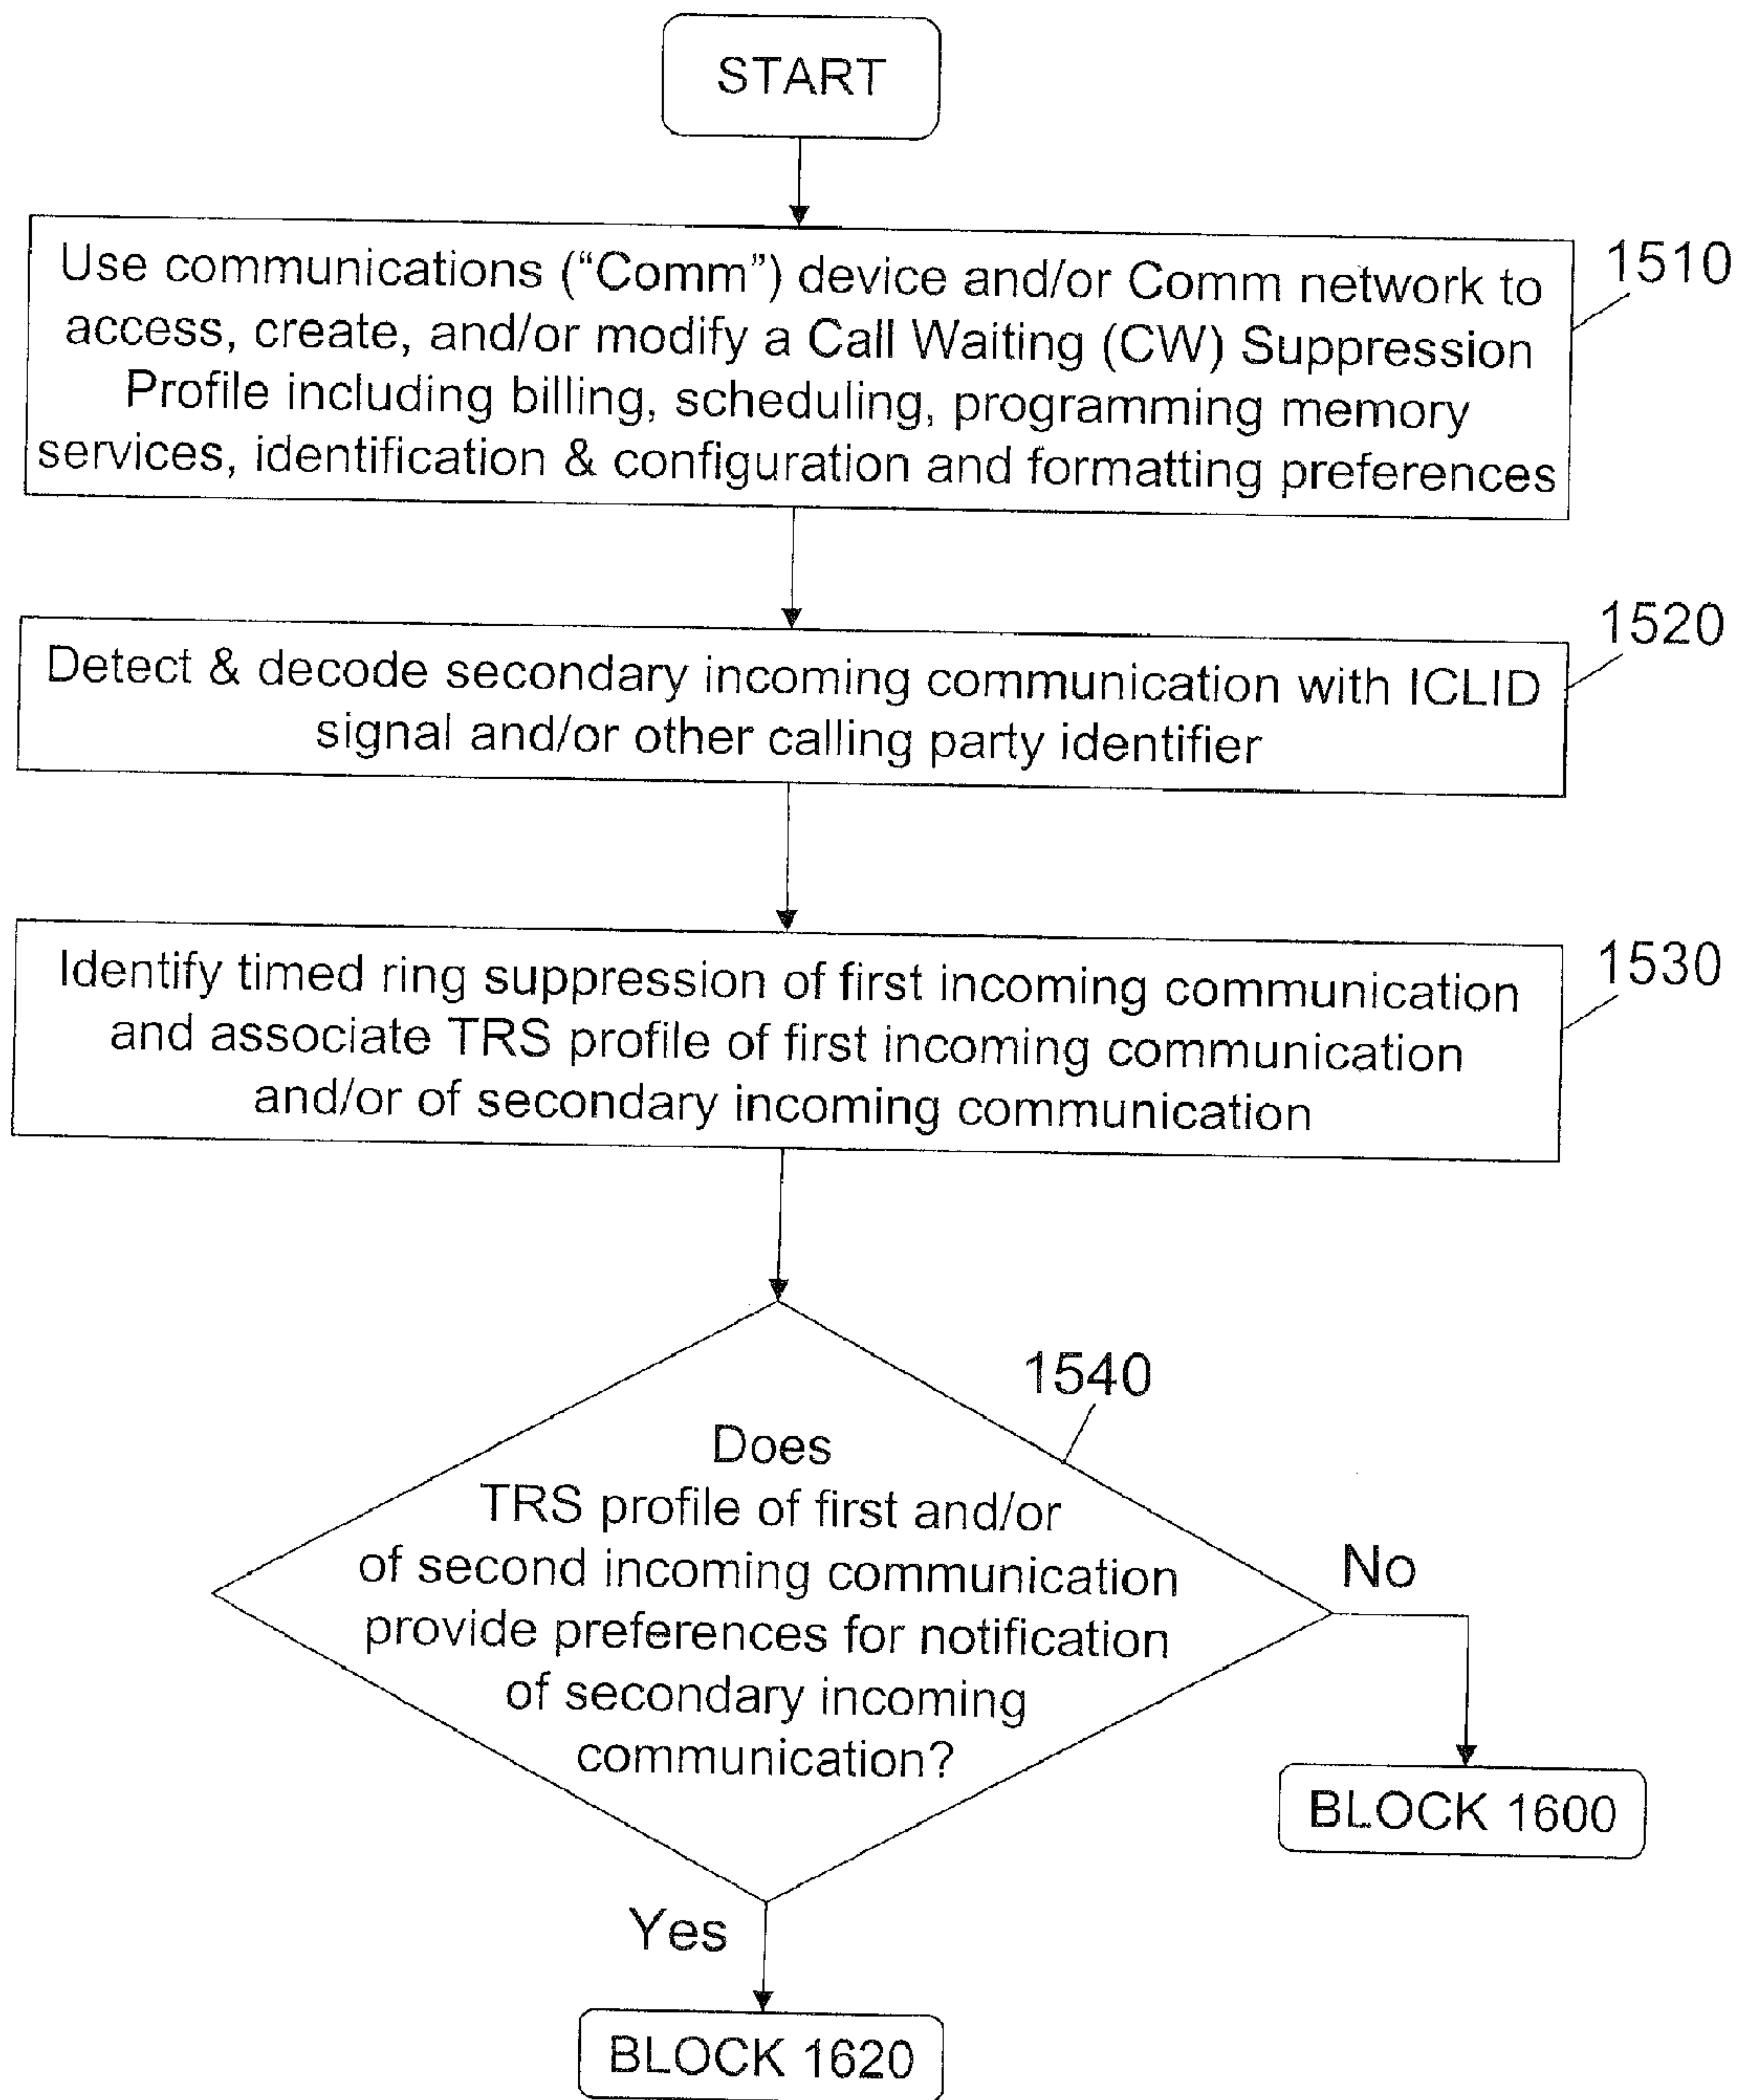 START
Use communications (“Comm”) device and/or Comm network to
access, create, and/or modify a Call Waiting (CW) Suppression
Profile including billing, scheduling, programming memory
services, identification & configuration and formatting preferences
1510
Detect & decode secondary incoming communication with ICLID
signal and/or other calling party identifier
1520
Identify timed ring suppression of first incoming communication
and associate TRS profile of first incoming communication
and/or of secondary incoming communication
1530
1540
Does
TRS profile of first and/or
of second incoming communication
provide preferences for notification
of secondary incoming
communication?
No
BLOCK 1600
Yes
BLOCK 1620